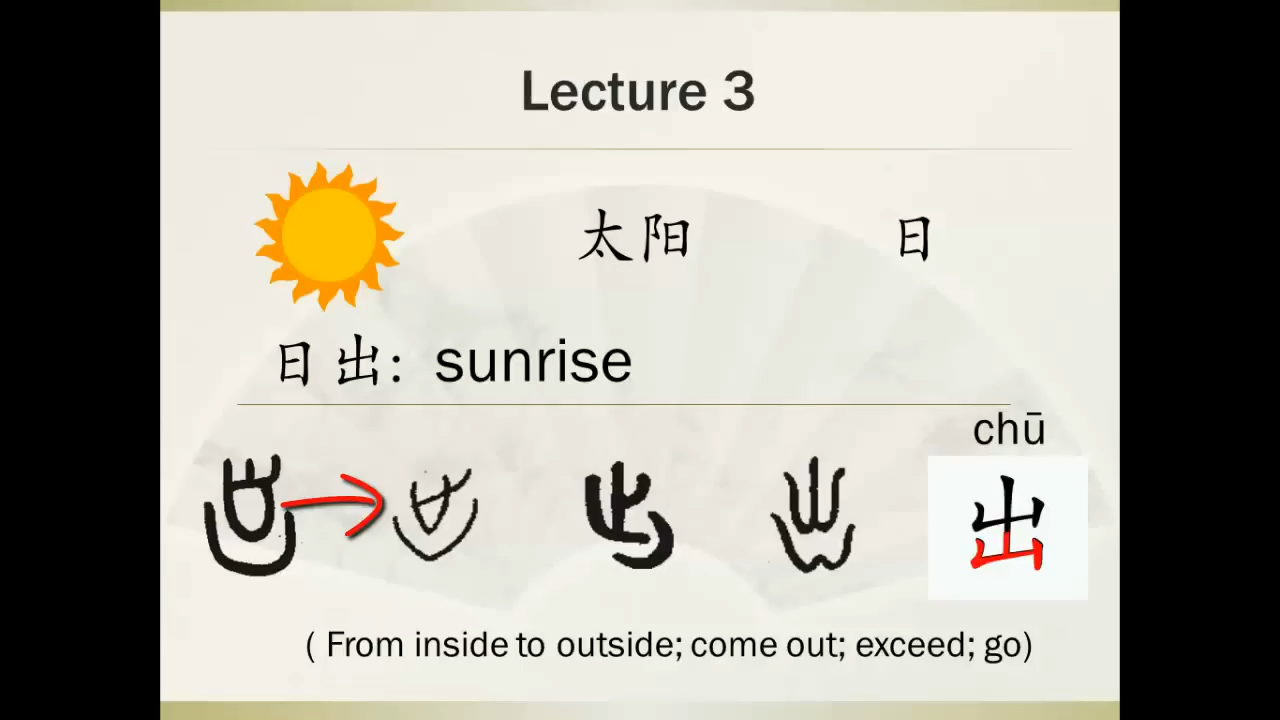 Lecture 3
太阳 日
日出: sunrise
chū
出
( From inside to outside; come out; exceed; go)